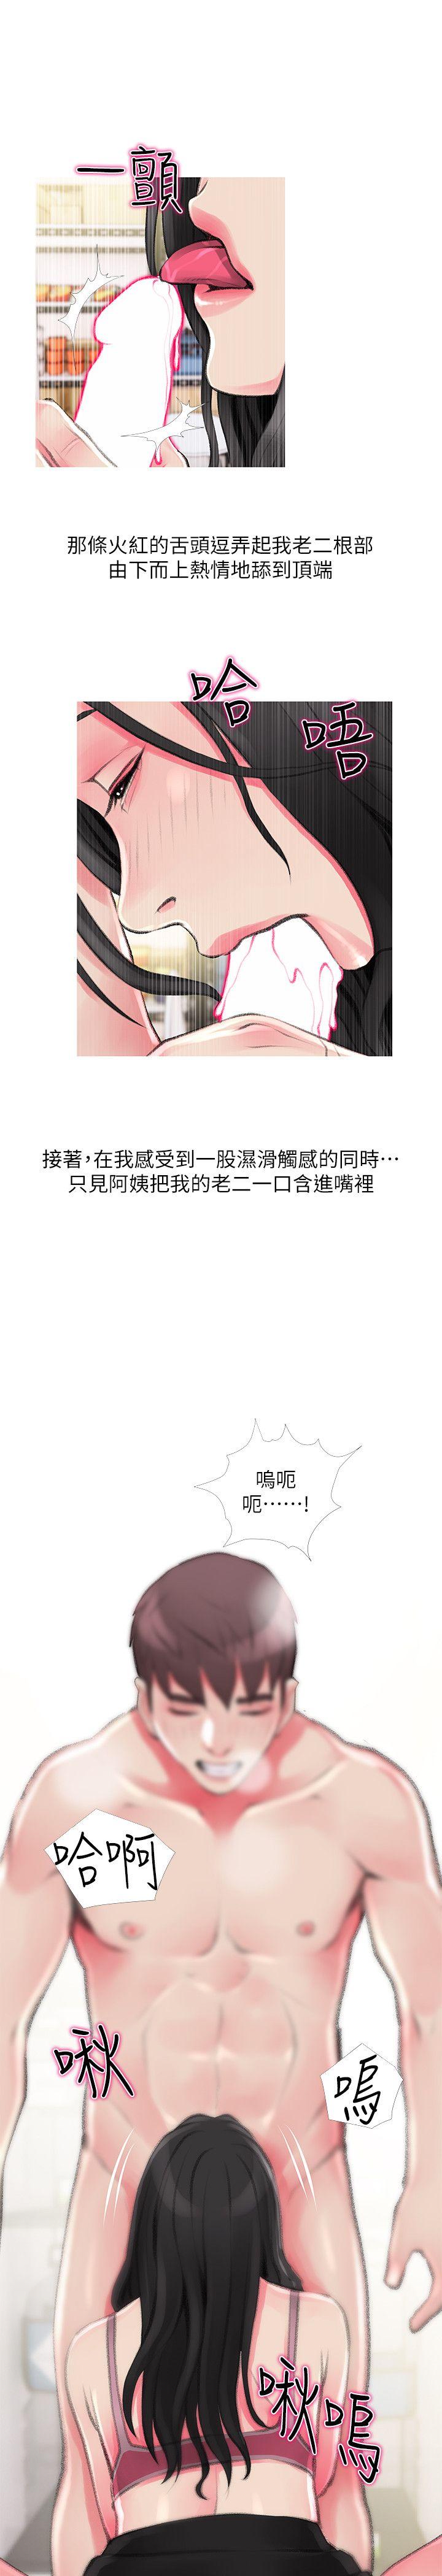 一顫
那條火紅的舌頭逗弄起我老二根部
由下而上熱情地舔到頂端
哈
唔
接著，在我感受到一股濕滑觸感的同時…
只見阿姨把我的老二一口含進嘴裡
嗚呃
呃……!
哈啊
啾
嗚
啾嗚